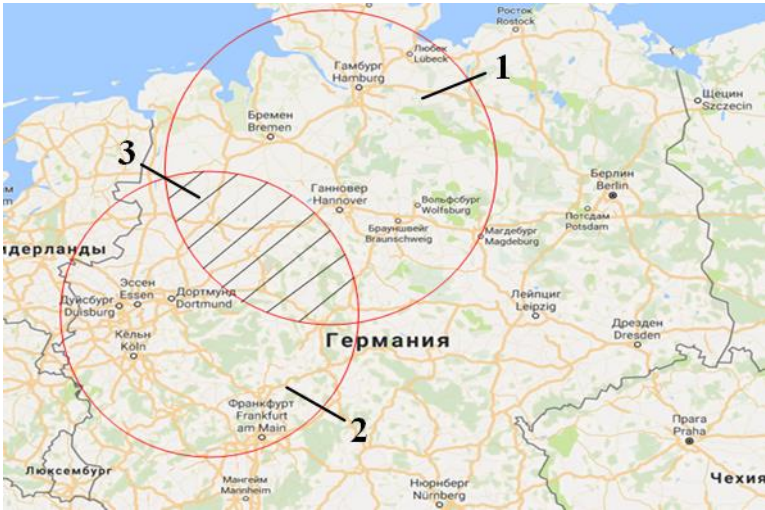 Росток
Rostock
Любек
Lübeck
1
Гамбург
Hamburg
Щецин
Szczecin
Бремен
Bremen
3
Берлин
Berlin
Ганновер
Hannover
Вольфсбург
Wolfsburg
Потсдам
Potsdam
Брауншвейг
Braunschweig
Магдебург
Magdeburg
идерланды
Эссен
Essen
Дортмунд
Dortmund
Дуйсбург
Duisburg
Лейпциг
Leipzig
Дрезден
Dresden
Германия
Кёльн
Köln
Франкфурт
Frankfurt
am Main
2
Прага
Praha
Люксембург
Мангейм
Mannheim
Нюрнберг
Nürnberg
Чехия